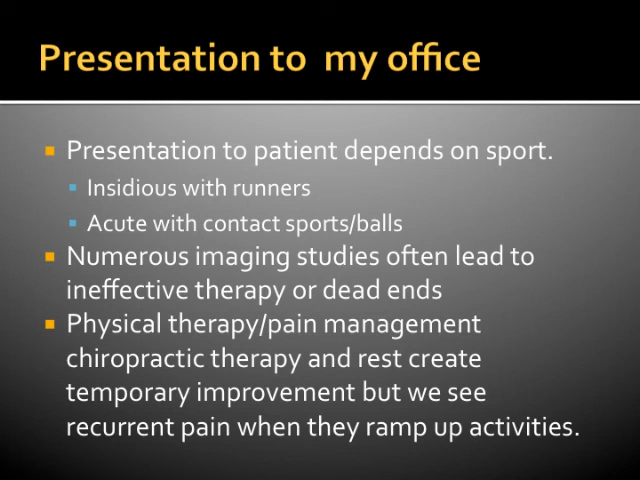 Presentation to  my office
Presentation to patient depends on sport.
Insidious with runners
Acute with contact sports/balls
Numerous imaging studies often lead to
ineffective therapy or dead ends
Physical therapy/pain management
chiropractic therapy and rest create
temporary improvement but we see
recurrent pain when they ramp up activities.